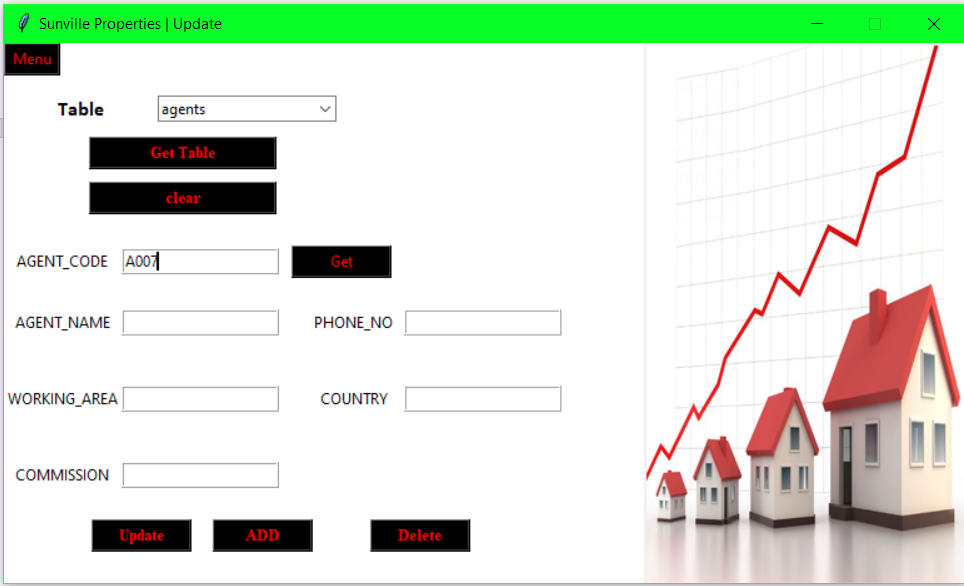 Sunville Properties | Update
Menu
Table agents
Get Table
clear
AGENT_CODE A007 Get
AGENT_NAME PHONE_NO
WORKING_AREA COUNTRY
COMMISSION
Update ADD Delete